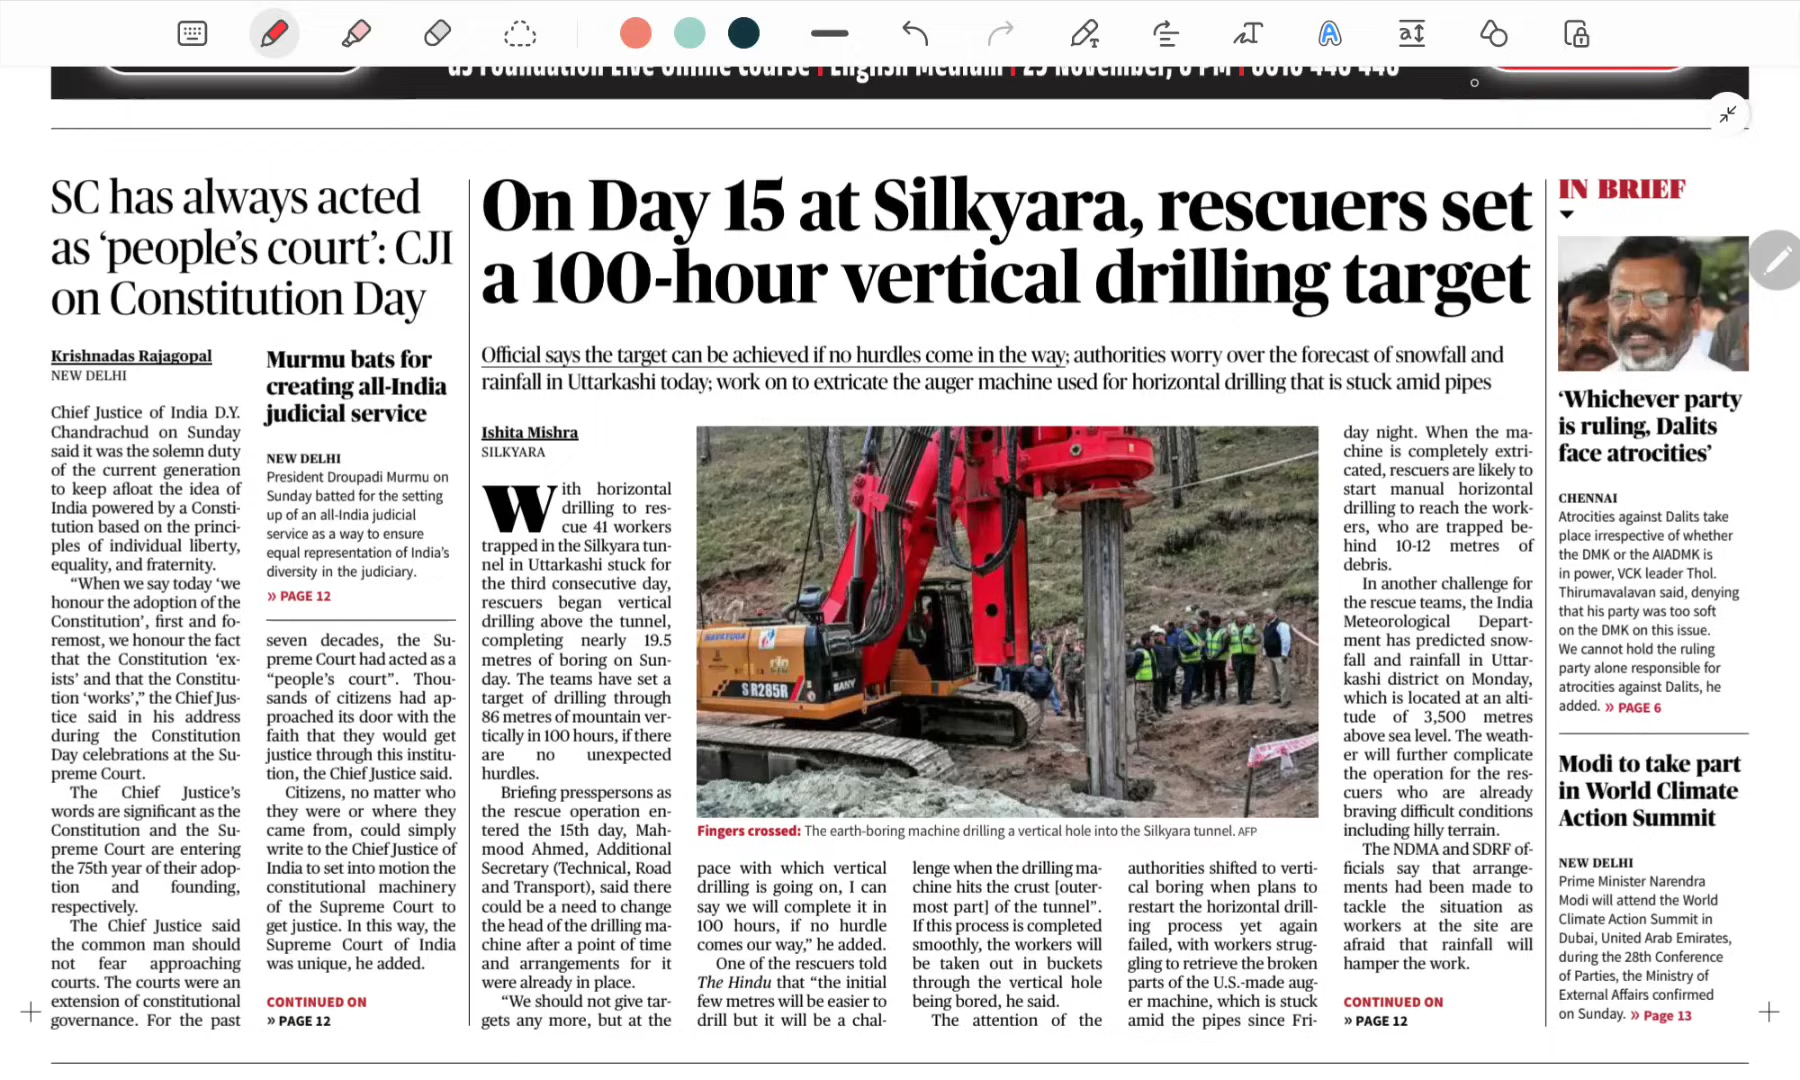 as Foundation Live Online Course | English Medium | 29 November, 6 PM
SC has always acted
as ‘people’s court’: CJI
on Constitution Day
Krishnadas Rajagopal
NEW DELHI
Chief Justice of India D.Y.
Chandrachud on Sunday
said it was the solemn duty
of the current generation
to keep afloat the idea of
India powered by a Consti-
tution based on the princi-
ples of individual liberty,
equality, and fraternity.
“When we say today ‘we
honour the adoption of the
Constitution’, first and fo-
remost, we honour the fact
that the Constitution ‘ex-
ists’ and that the Constitu-
tion ‘works’,” the Chief Jus-
tice said in his address
during the Constitution
Day celebrations at the Su-
preme Court.
The Chief Justice’s
words are significant as the
Constitution and the Su-
preme Court are entering
the 75th year of their adop-
tion and founding,
respectively.
The Chief Justice said
the common man should
not fear approaching
courts. The courts were an
extension of constitutional
governance. For the past
Murmu bats for
creating all-India
judicial service
NEW DELHI
President Droupadi Murmu on
Sunday batted for the setting
up of an all-India judicial
service as a way to ensure
equal representation of India’s
diversity in the judiciary.
» PAGE 12
seven decades, the Su-
preme Court had acted as a
“people’s court”. Thou-
sands of citizens had ap-
proached its door with the
faith that they would get
justice through this institu-
tion, the Chief Justice said.
Citizens, no matter who
they were or where they
came from, could simply
write to the Chief Justice of
India to set into motion the
constitutional machinery
of the Supreme Court to
get justice. In this way, the
Supreme Court of India
was unique, he added.
CONTINUED ON
» PAGE 12
On Day 15 at Silkyara, rescuers set
a 100-hour vertical drilling target
Official says the target can be achieved if no hurdles come in the way; authorities worry over the forecast of snowfall and
rainfall in Uttarkashi today; work on to extricate the auger machine used for horizontal drilling that is stuck amid pipes
Ishita Mishra
SILKYARA
With horizontal
drilling to res-
cue 41 workers
trapped in the Silkyara tun-
nel in Uttarkashi stuck for
the third consecutive day,
rescuers began vertical
drilling above the tunnel,
completing nearly 19.5
metres of boring on Sun-
day. The teams have set a
target of drilling through
86 metres of mountain ver-
tically in 100 hours, if there
are no unexpected
hurdles.
Briefing presspersons as
the rescue operation en-
tered the 15th day, Mah-
mood Ahmed, Additional
Secretary (Technical, Road
and Transport), said there
could be a need to change
the head of the drilling ma-
chine after a point of time
and arrangements for it
were already in place.
“We should not give tar-
gets any more, but at the
NAVAYUGA
SR285R
SANY
Fingers crossed: The earth-boring machine drilling a vertical hole into the Silkyara tunnel. AFP
pace with which vertical
drilling is going on, I can
say we will complete it in
100 hours, if no hurdle
comes our way,” he added.
One of the rescuers told
The Hindu that “the initial
few metres will be easier to
drill but it will be a chal-
lenge when the drilling ma-
chine hits the crust [outer-
most part] of the tunnel”.
If this process is completed
smoothly, the workers will
be taken out in buckets
through the vertical hole
being bored, he said.
The attention of the
authorities shifted to verti-
cal boring when plans to
restart the horizontal drill-
ing process yet again
failed, with workers strug-
gling to retrieve the broken
parts of the U.S.-made aug-
er machine, which is stuck
amid the pipes since Fri-
day night. When the ma-
chine is completely extri-
cated, rescuers are likely to
start manual horizontal
drilling to reach the work-
ers, who are trapped be-
hind 10-12 metres of
debris.
In another challenge for
the rescue teams, the India
Meteorological Depart-
ment has predicted snow-
fall and rainfall in Uttar-
kashi district on Monday,
which is located at an alti-
tude of 3,500 metres
above sea level. The weath-
er will further complicate
the operation for the res-
cuers who are already
braving difficult conditions
including hilly terrain.
The NDMA and SDRF of-
ficials say that arrange-
ments had been made to
tackle the situation as
workers at the site are
afraid that rainfall will
hamper the work.
CONTINUED ON
» PAGE 12
IN BRIEF
‘Whichever party
is ruling, Dalits
face atrocities’
CHENNAI
Atrocities against Dalits take
place irrespective of whether
the DMK or the AIADMK is
in power, VCK leader Thol.
Thirumavalavan said, denying
that his party was too soft
on the DMK on this issue.
We cannot hold the ruling
party alone responsible for
atrocities against Dalits, he
added. » PAGE 6
Modi to take part
in World Climate
Action Summit
NEW DELHI
Prime Minister Narendra
Modi will attend the World
Climate Action Summit in
Dubai, United Arab Emirates,
during the 28th Conference
of Parties, the Ministry of
External Affairs confirmed
on Sunday. » Page 13